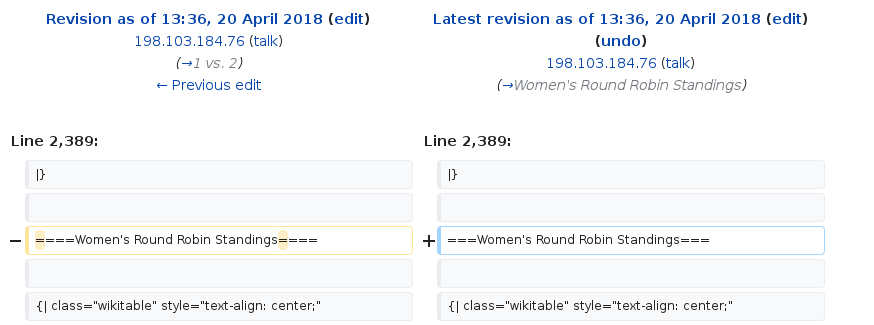 Revision as of 13:36, 20 April 2018 (edit)
198.103.184.76 (talk)
(→1 vs. 2)
← Previous edit
Latest revision as of 13:36, 20 April 2018 (edit)
(undo)
198.103.184.76 (talk)
(→Women's Round Robin Standings)
Line 2,389:
Line 2,389:
|}
|}
− ====Women's Round Robin Standings====
+ ===Women's Round Robin Standings===
{| class="wikitable" style="text-align: center;"
{| class="wikitable" style="text-align: center;"